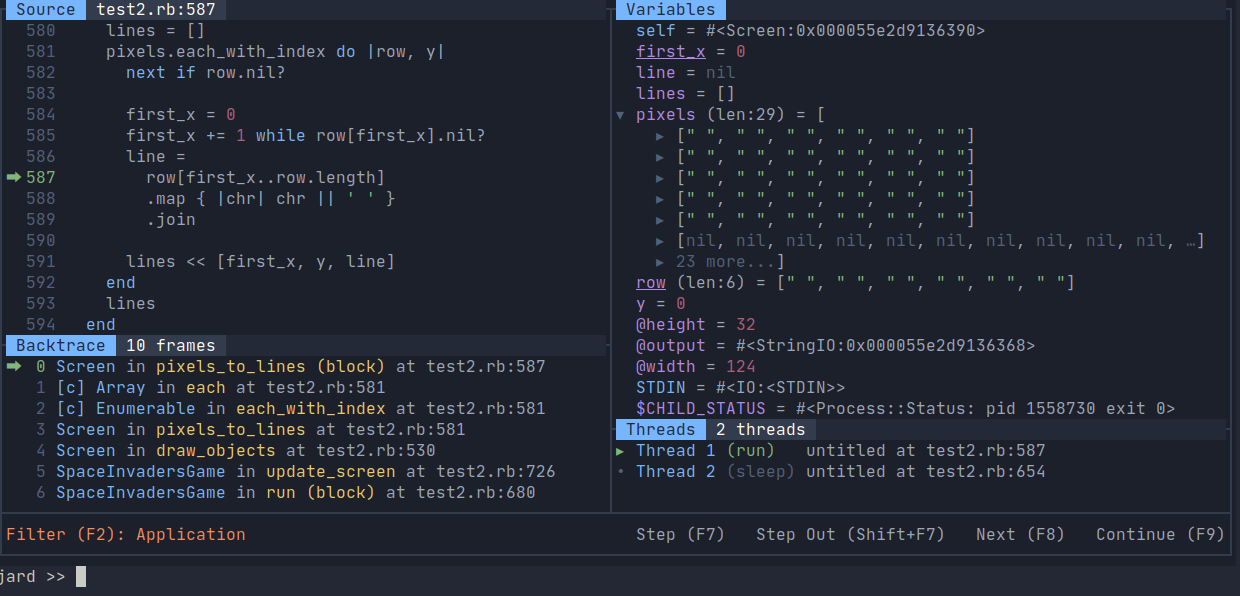 Source test2.rb:587
580 lines = []
581 pixels.each_with_index do |row, y|
582 next if row.nil?
583
584 first_x = 0
585 first_x += 1 while row[first_x].nil?
586 line =
➡ 587 row[first_x..row.length]
588 .map { |chr| chr || ' ' }
589 .join
590
591 lines << [first_x, y, line]
592 end
593 lines
594 end
Backtrace 10 frames
➡ 0 Screen in pixels_to_lines (block) at test2.rb:587
1 [c] Array in each at test2.rb:581
2 [c] Enumerable in each_with_index at test2.rb:581
3 Screen in pixels_to_lines at test2.rb:581
4 Screen in draw_objects at test2.rb:530
5 SpaceInvadersGame in update_screen at test2.rb:726
6 SpaceInvadersGame in run (block) at test2.rb:680
Variables
self = #<Screen:0x000055e2d9136390>
first_x = 0
line = nil
lines = []
▾ pixels (len:29) = [
▸ [" ", " ", " ", " ", " ", " "]
▸ [" ", " ", " ", " ", " ", " "]
▸ [" ", " ", " ", " ", " ", " "]
▸ [" ", " ", " ", " ", " ", " "]
▸ [" ", " ", " ", " ", " ", " "]
▸ [nil, nil, nil, nil, nil, nil, nil, nil, nil, nil, …]
▸ 23 more...]
row (len:6) = [" ", " ", " ", " ", " ", " "]
y = 0
@height = 32
@output = #<StringIO:0x000055e2d9136368>
@width = 124
STDIN = #<IO:<STDIN>>
$CHILD_STATUS = #<Process::Status: pid 1558730 exit 0>
Threads 2 threads
▸ Thread 1 (run) untitled at test2.rb:587
• Thread 2 (sleep) untitled at test2.rb:654
Filter (F2): Application Step (F7) Step Out (Shift+F7) Next (F8) Continue (F9)
jard >>